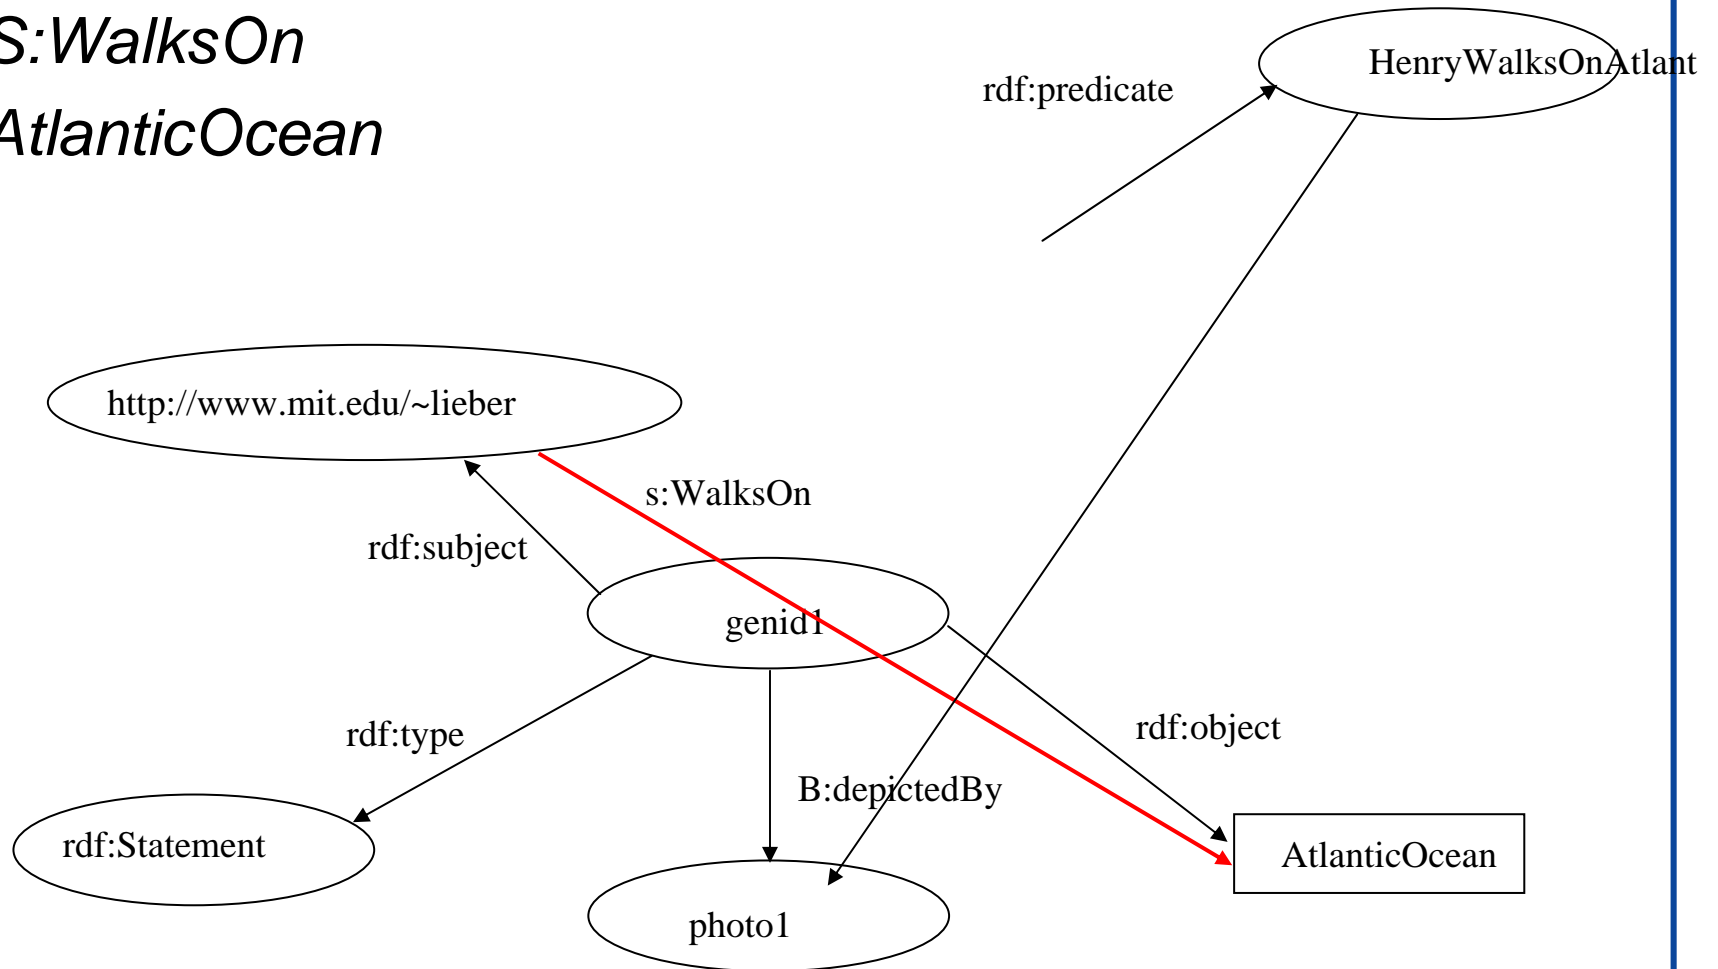 S:WalksOn
AtlanticOcean
HenryWalksOnAtlant
rdf:predicate
http://www.mit.edu/~lieber
s:WalksOn
rdf:subject
genid1
rdf:type
rdf:object
B:depictedBy
rdf:Statement
AtlanticOcean
photo1